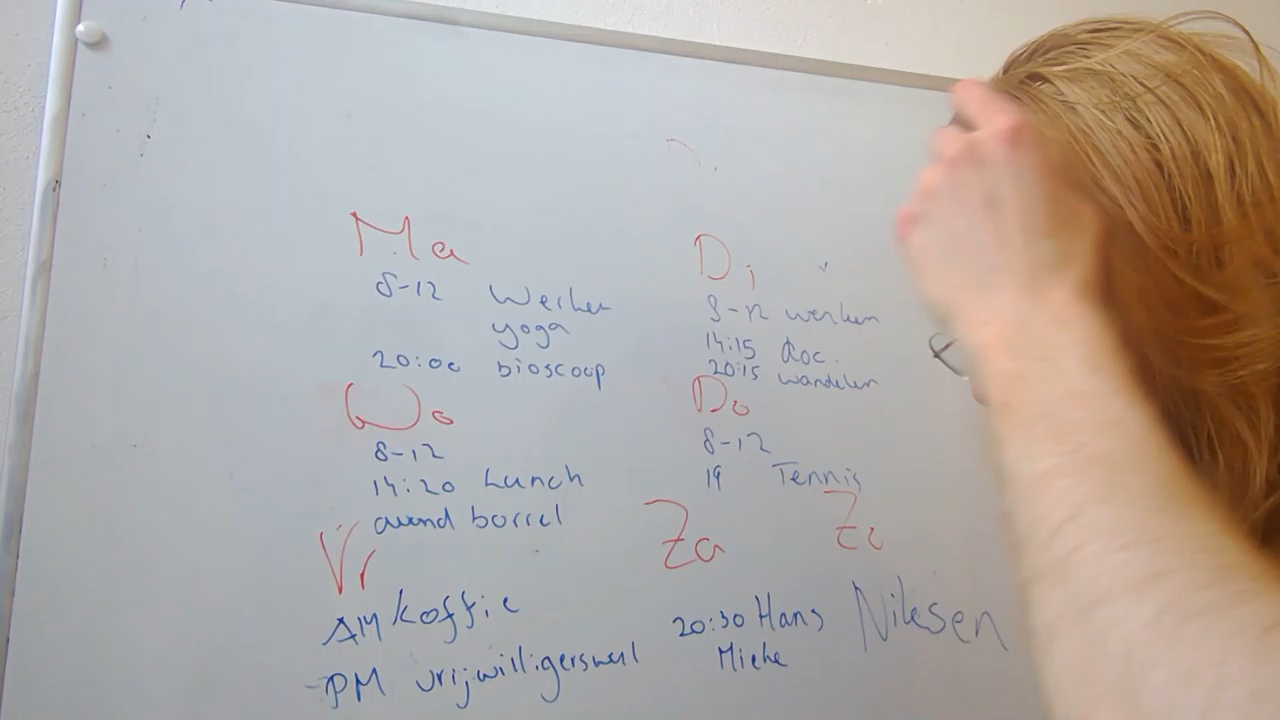 Ma
8-12 Werken
yoga
20:00 bioscoop
Di
8-12 werken
14:15 doc.
20:15 wandelen
Wo
8-12
14:20 Lunch
avond borrel
Do
8-12
19 Tennis
Vr
AM koffie
-PM vrijwilligerswerk
Za
20:30 Hans
Mieke
Zo
Niksen